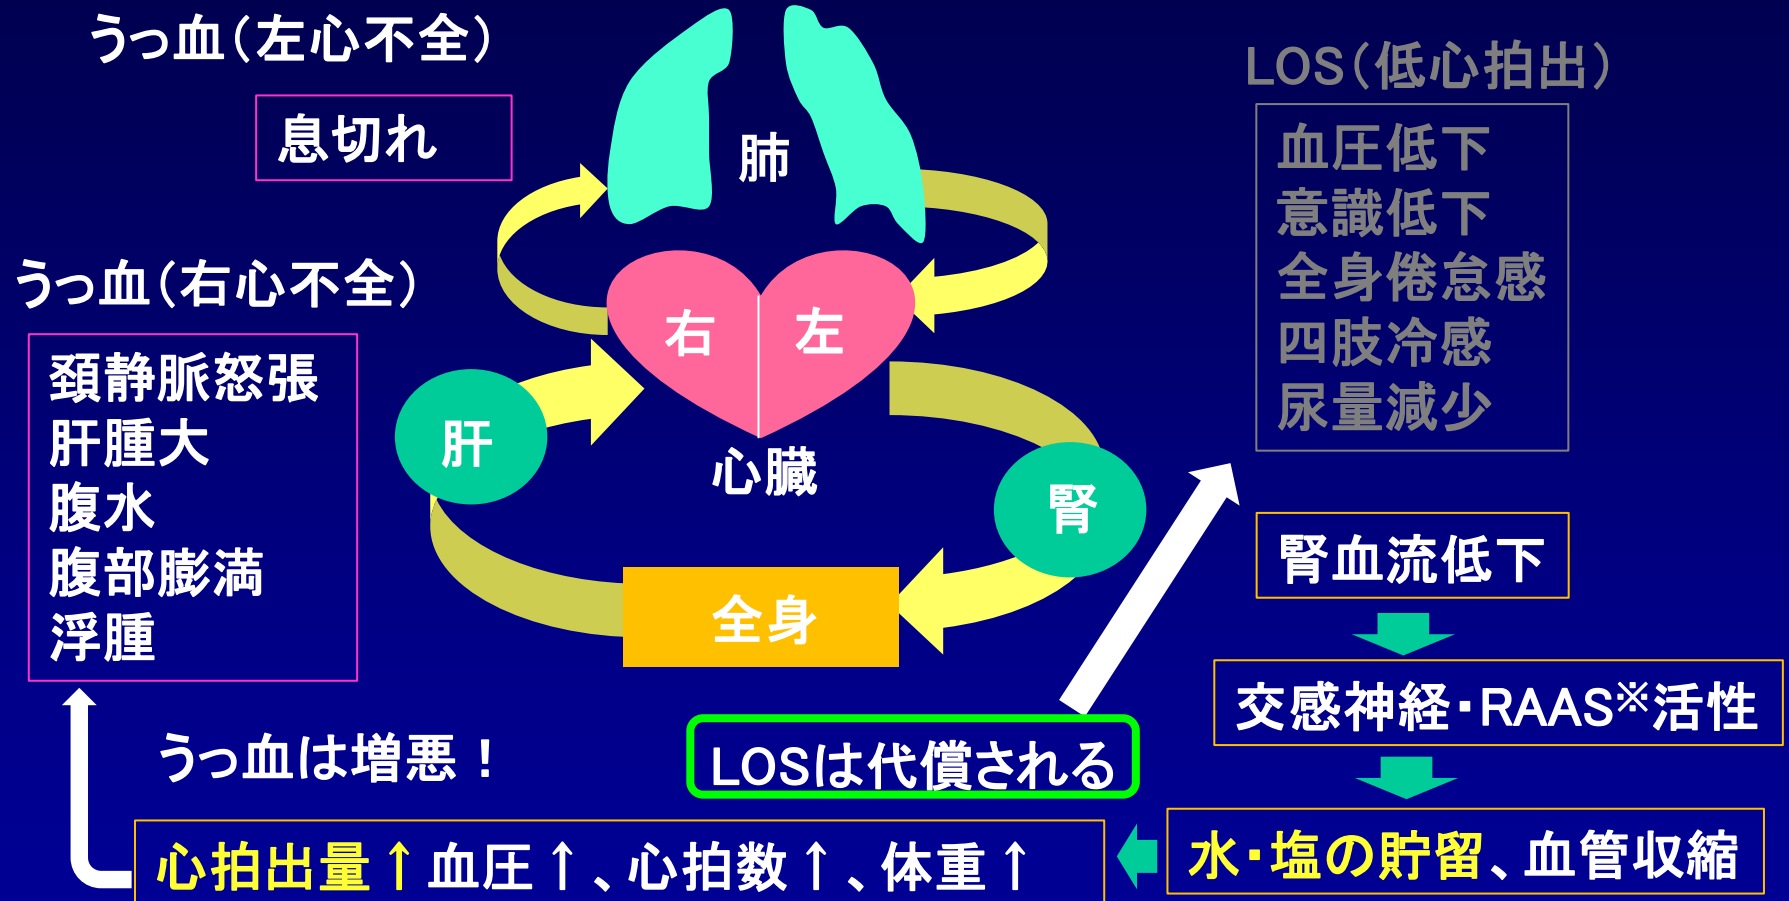 うっ血（左心不全）
息切れ
肺
うっ血（右心不全）
頚静脈怒張
肝腫大
腹水
腹部膨満
浮腫
右
左
心臓
肝
腎
全身
LOS（低心拍出）
血圧低下
意識低下
全身倦怠感
四肢冷感
尿量減少
腎血流低下
交感神経・RAAS※活性
水・塩の貯留、血管収縮
LOSは代償される
うっ血は増悪！
心拍出量↑血圧↑、心拍数↑、体重↑